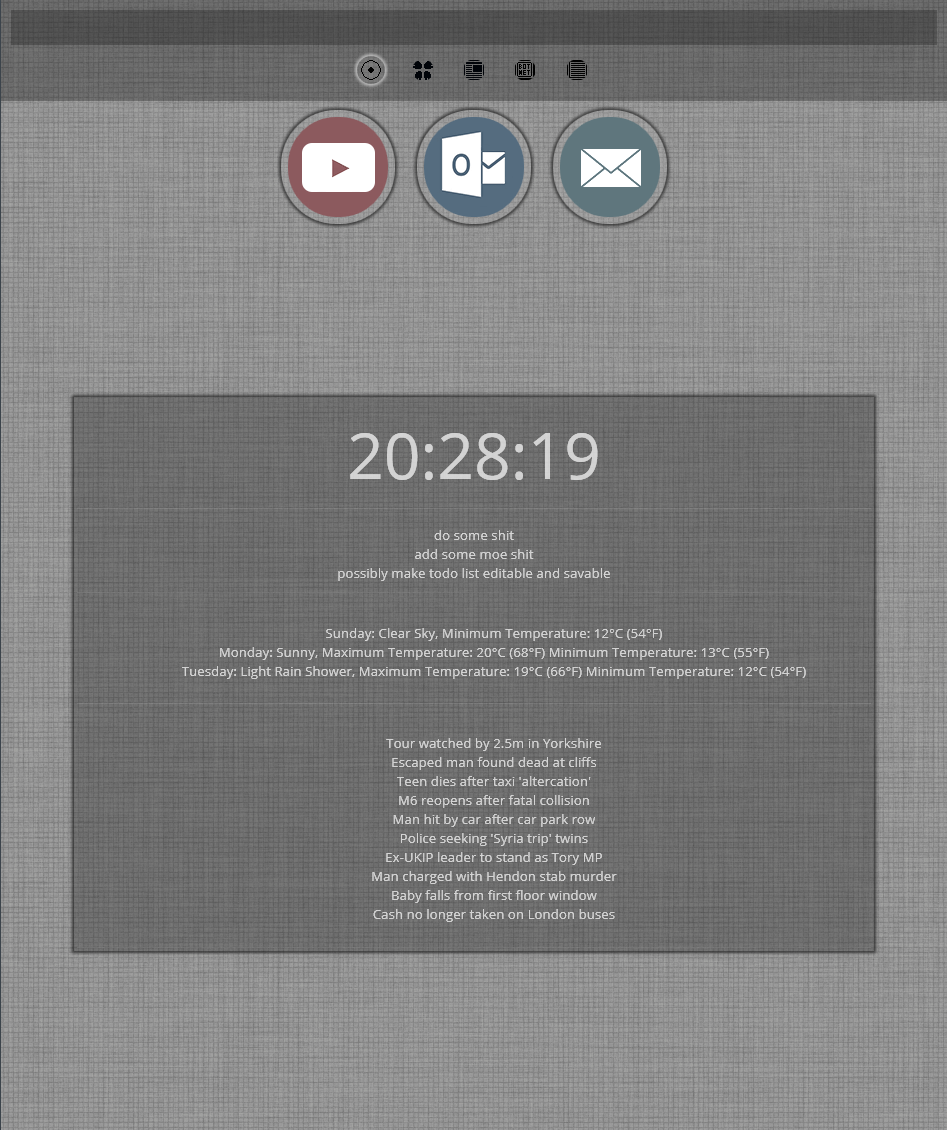 BOT
NET
O
20:28:19
do some shit
add some moe shit
possibly make todo list editable and savable
Sunday: Clear Sky, Minimum Temperature: 12°C (54°F)
Monday: Sunny, Maximum Temperature: 20°C (68°F) Minimum Temperature: 13°C (55°F)
Tuesday: Light Rain Shower, Maximum Temperature: 19°C (66°F) Minimum Temperature: 12°C (54°F)
Tour watched by 2.5m in Yorkshire
Escaped man found dead at cliffs
Teen dies after taxi 'altercation'
M6 reopens after fatal collision
Man hit by car after car park row
Police seeking 'Syria trip' twins
Ex-UKIP leader to stand as Tory MP
Man charged with Hendon stab murder
Baby falls from first floor window
Cash no longer taken on London buses